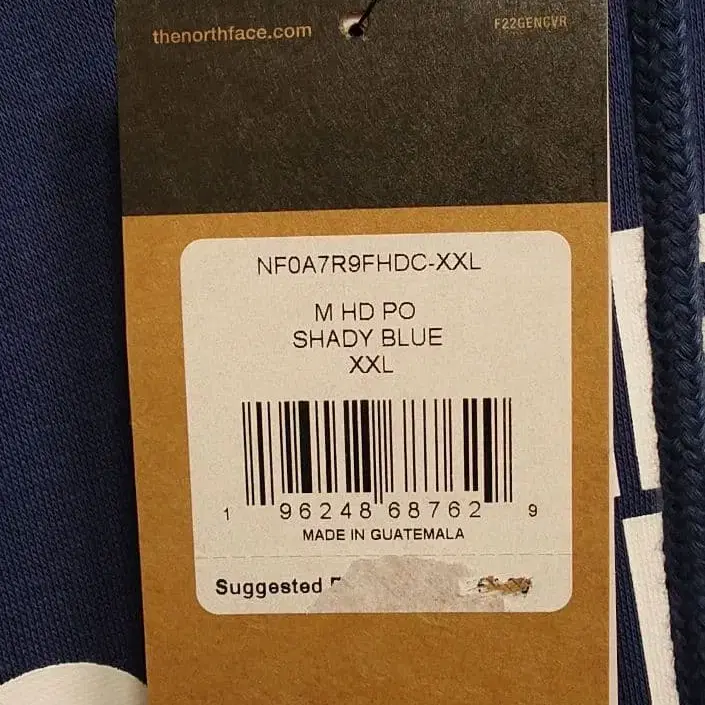 thenorthface.com
F22GENCVR
NF0A7R9FHDC-XXL
M HD PO
SHADY BLUE
XXL
1 96248 68762 9
MADE IN GUATEMALA
Suggested